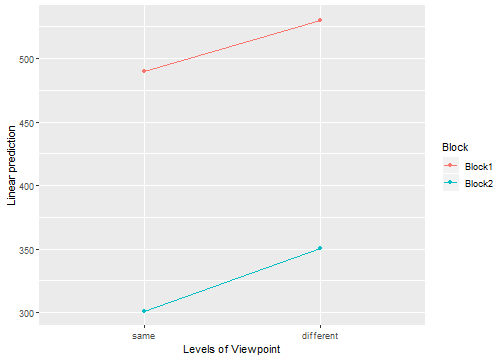 500
450
400
350
300
Linear prediction
same different
Levels of Viewpoint
Block
Block1
Block2